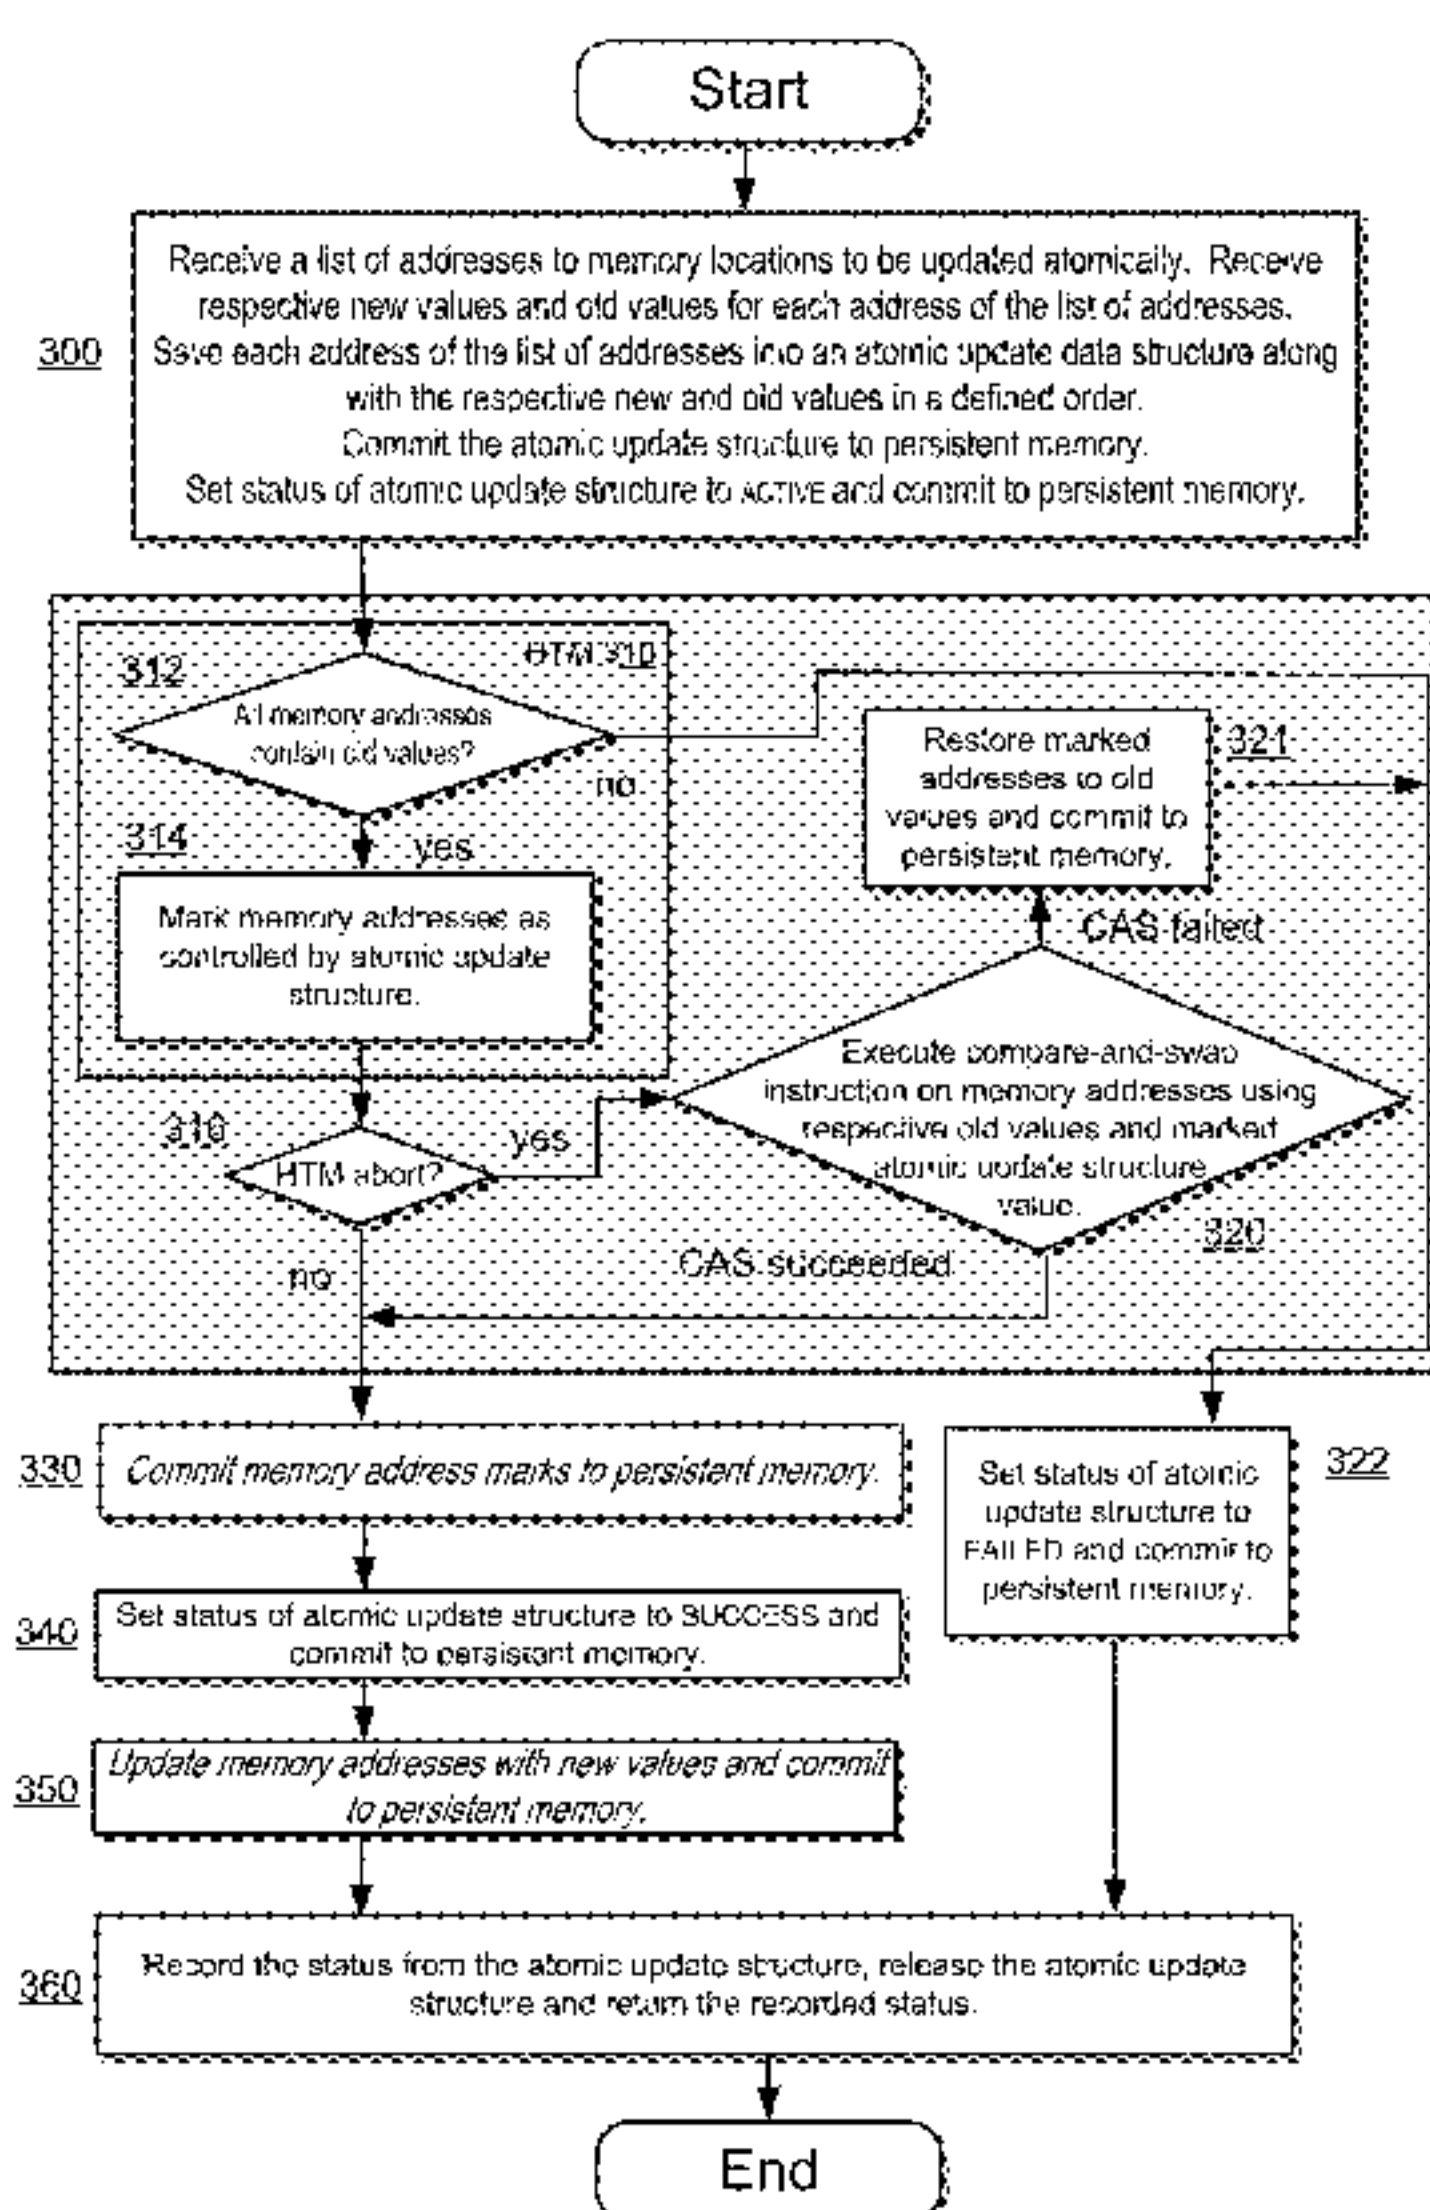 Start
300
Receive a list of addresses to memory locations to be updated atomically. Receive
respective new values and old values for each address of the list of addresses.
Save each address of the list of addresses into an atomic update data structure along
with the respective new and old values in a defined order.
Commit the atomic update structure to persistent memory.
Set status of atomic update structure to ACTIVE and commit to persistent memory.
HTM 310
312
All memory addresses
contain old values?
no
314
yes
Mark memory addresses as
controlled by atomic update
structure.
Restore marked
addresses to old
values and commit to
persistent memory.
321
CAS failed
316
HTM abort?
yes
no
Execute compare-and-swap
instruction on memory addresses using
respective old values and marked
atomic update structure
value.
320
CAS succeeded
330
Commit memory address marks to persistent memory.
322
Set status of atomic
update structure to
FAILED and commit to
persistent memory.
340
Set status of atomic update structure to SUCCESS and
commit to persistant memory.
350
Update memory addresses with new values and commit
to persistent memory.
360
Record the status from the atomic update structure, release the atomic update
structure and return the recorded status.
End